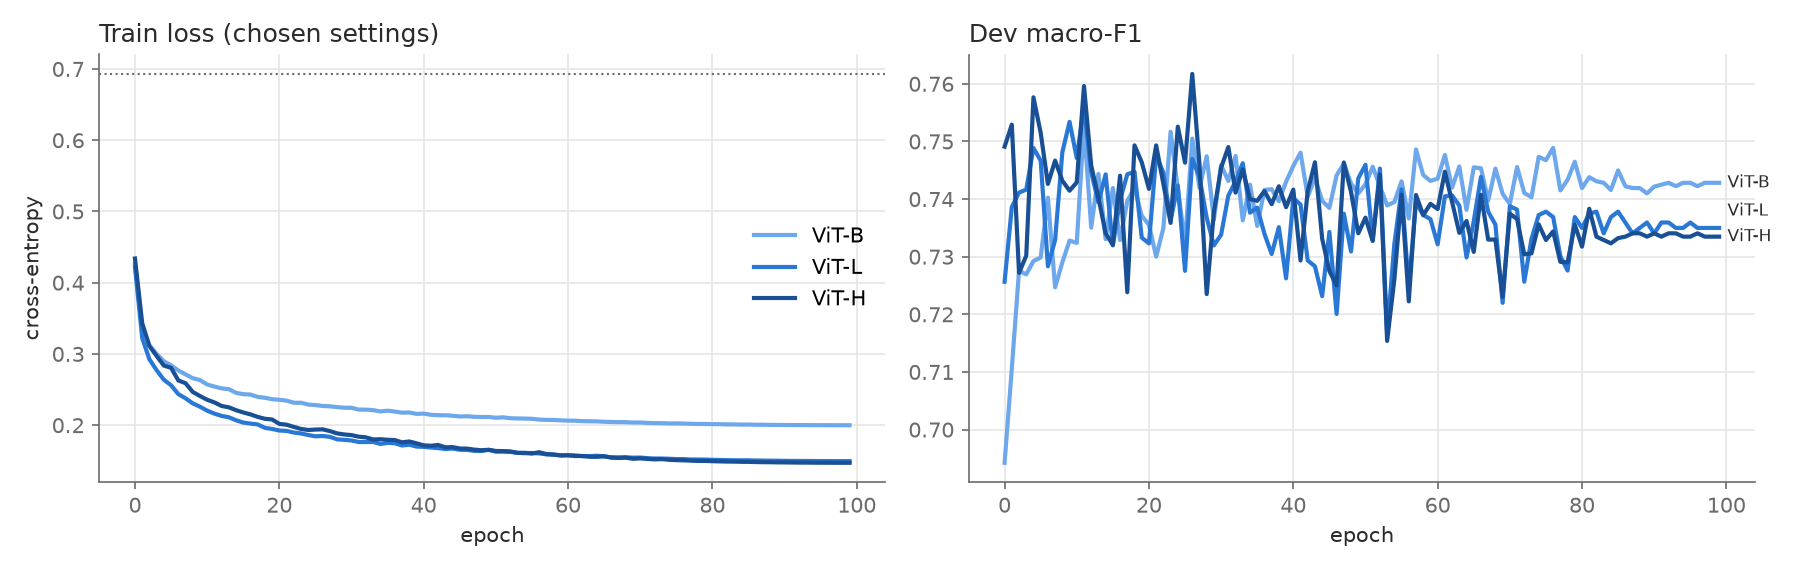 Train loss (chosen settings)
cross-entropy
0.7
0.6
0.5
0.4
0.3
0.2
0
20
40
60
80
100
epoch
ViT-B
ViT-L
ViT-H
Dev macro-F1
0.76
0.75
0.74
0.73
0.72
0.71
0.70
0
20
40
60
80
100
epoch
ViT-B
ViT-L
ViT-H